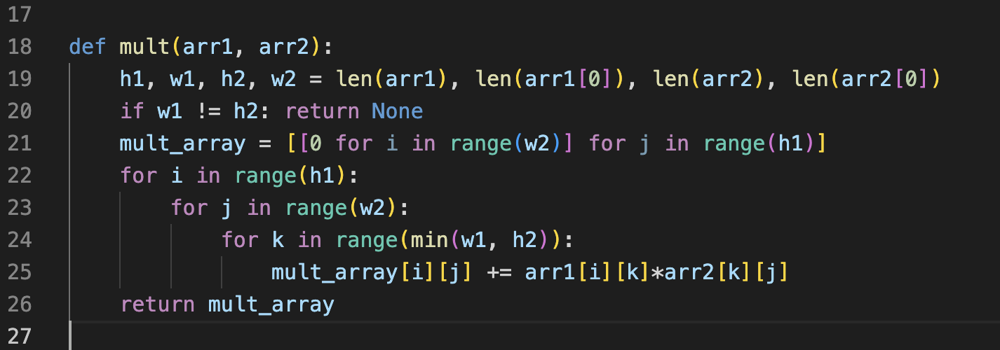 17
18 def mult(arr1, arr2):
19     h1, w1, h2, w2 = len(arr1), len(arr1[0]), len(arr2), len(arr2[0])
20     if w1 != h2: return None
21     mult_array = [[0 for i in range(w2)] for j in range(h1)]
22     for i in range(h1):
23         for j in range(w2):
24             for k in range(min(w1, h2)):
25                 mult_array[i][j] += arr1[i][k]*arr2[k][j]
26     return mult_array
27